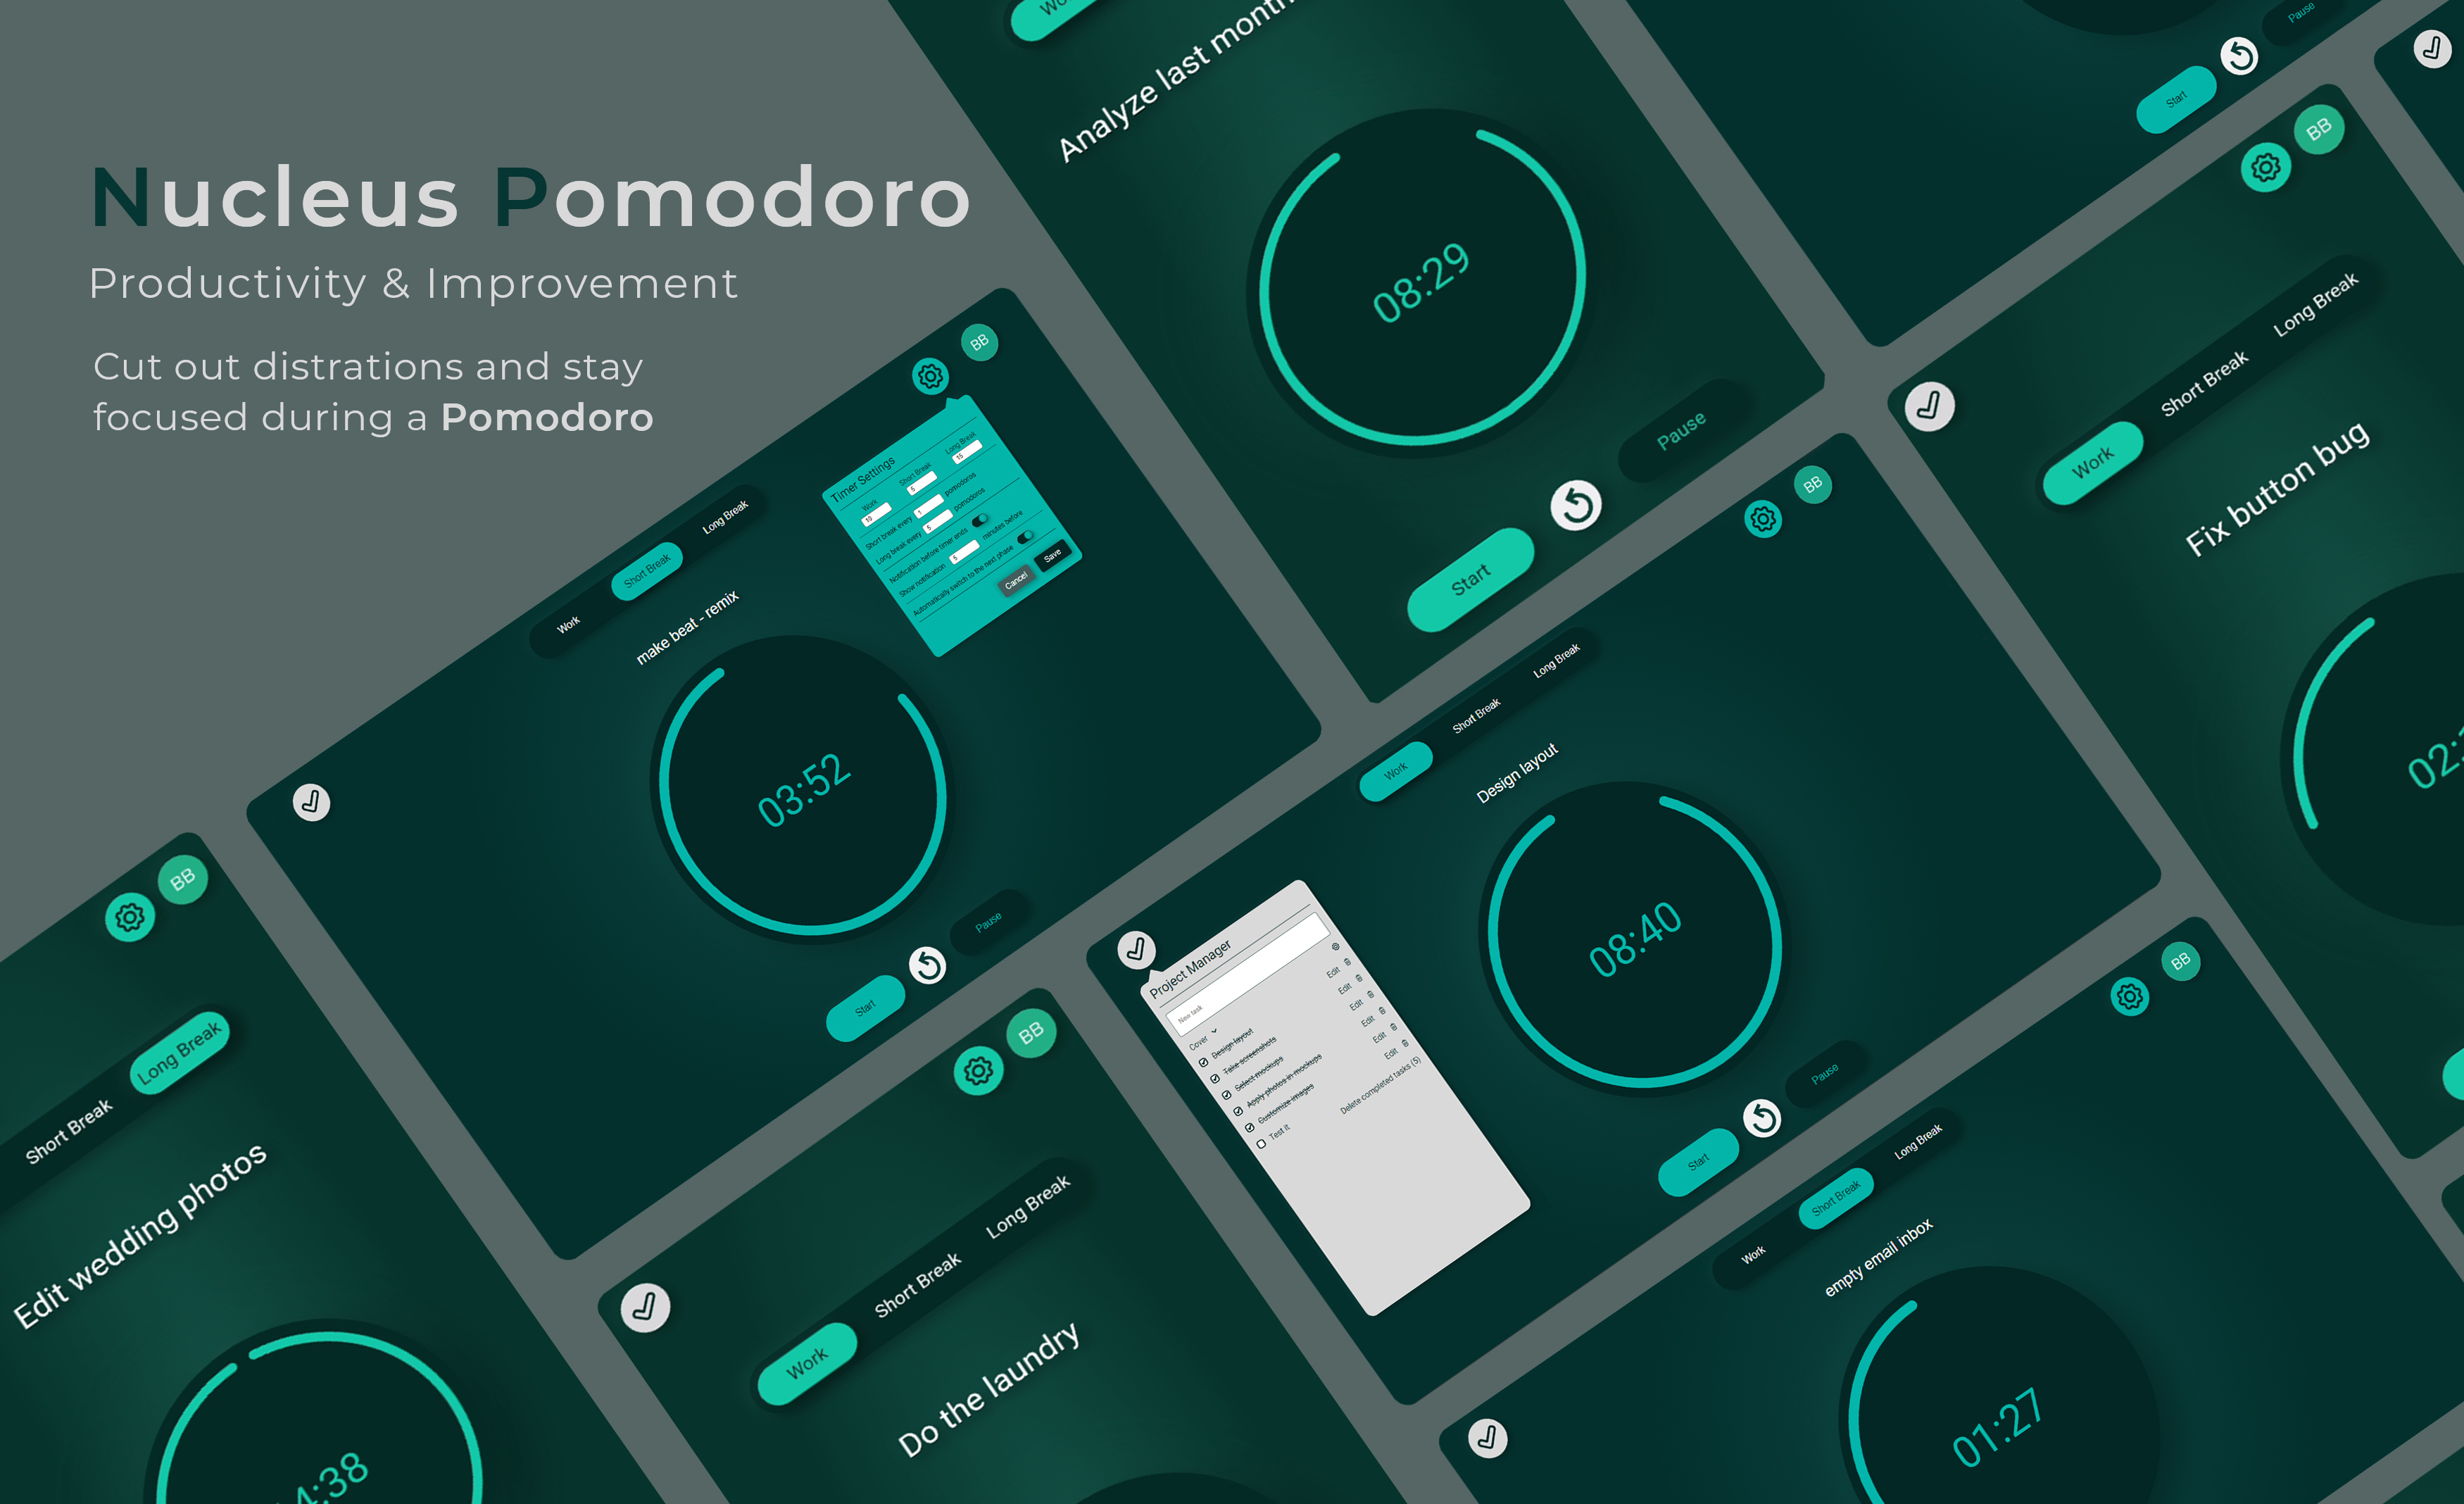 Nucleus Pomodoro
Productivity & Improvement
Cut out distrations and stay
focused during a Pomodoro
Analyze last month
08:29
Start
Pause
Start
Pause
BB
Work
Short Break
Long Break
Fix button bug
BB
Work
Short Break
Long Break
make beat - remix
03:52
Start
Pause
Timer Settings
Work
Short Break
Long Break
10
5
15
Short break every 1 pomodoros
Long break every 5 pomodoros
Notification before timer ends
Show notification 5 minutes before
Automatically switch to the next phase
Cancel
Save
BB
Work
Short Break
Long Break
Design layout
08:40
Start
Pause
Project Manager
New task
Cover
Design layout Edit
Take screenshots Edit
Select mockups Edit
Apply photos in mockups Edit
Customize images Edit
Test it Edit
Delete completed tasks (5)
BB
Short Break
Long Break
Edit wedding photos
4:38
BB
Work
Short Break
Long Break
Do the laundry
BB
Work
Short Break
Long Break
empty email inbox
01:27